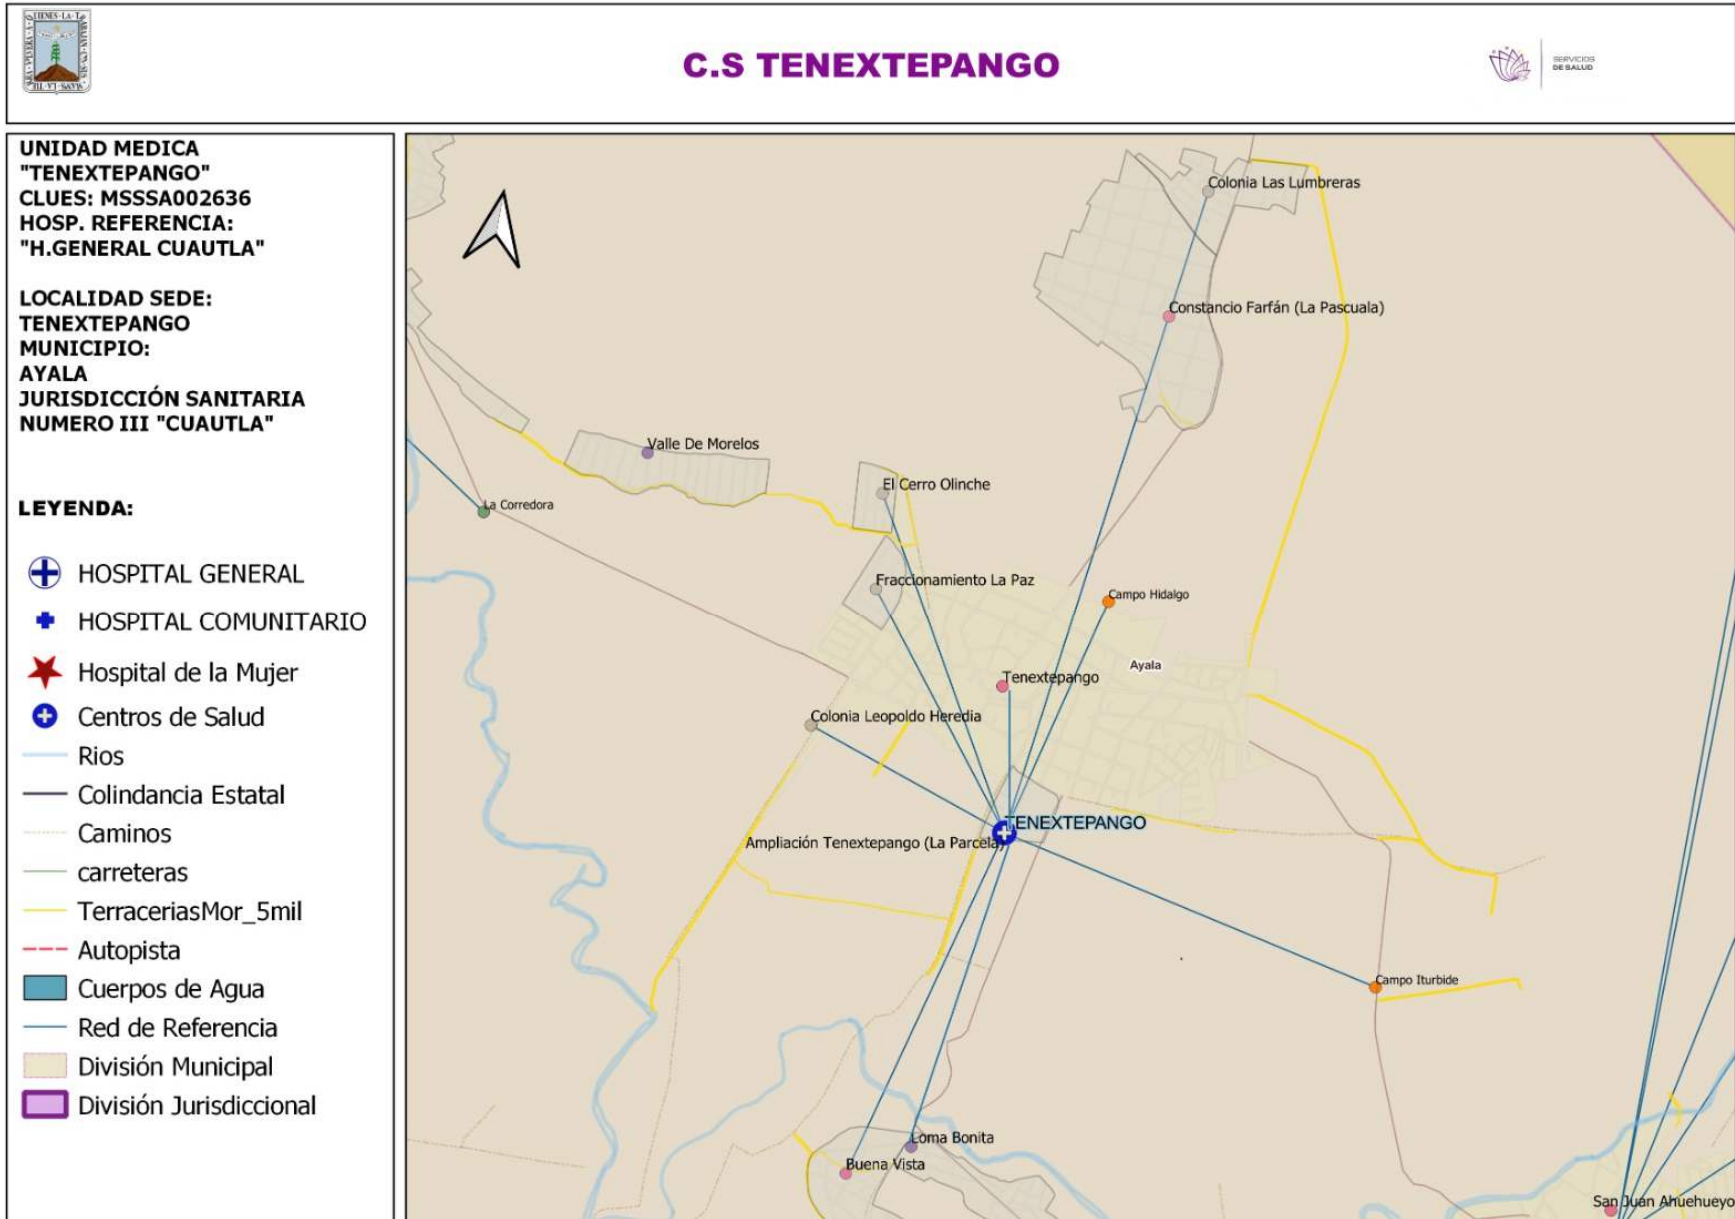 C.S TENEXTEPANGO
SERVICIOS
DE SALUD
UNIDAD MEDICA
"TENEXTEPANGO"
CLUES: MSSSA002636
HOSP. REFERENCIA:
"H.GENERAL CUAUTLA"
LOCALIDAD SEDE:
TENEXTEPANGO
MUNICIPIO:
AYALA
JURISDICCIÓN SANITARIA
NUMERO III "CUAUTLA"
LEYENDA:
HOSPITAL GENERAL
HOSPITAL COMUNITARIO
Hospital de la Mujer
Centros de Salud
Rios
Colindancia Estatal
Caminos
carreteras
TerraceriasMor_5mil
Autopista
Cuerpos de Agua
Red de Referencia
División Municipal
División Jurisdiccional
Colonia Las Lumbreras
Constancio Farfán (La Pascuala)
Valle De Morelos
El Cerro Olinche
La Corredora
Fraccionamiento La Paz
Campo Hidalgo
Ayala
Tenextepango
Colonia Leopoldo Heredia
TENEXTEPANGO
Ampliación Tenextepango (La Parcela)
Campo Iturbide
Loma Bonita
Buena Vista
San Juan Ahuehueyo